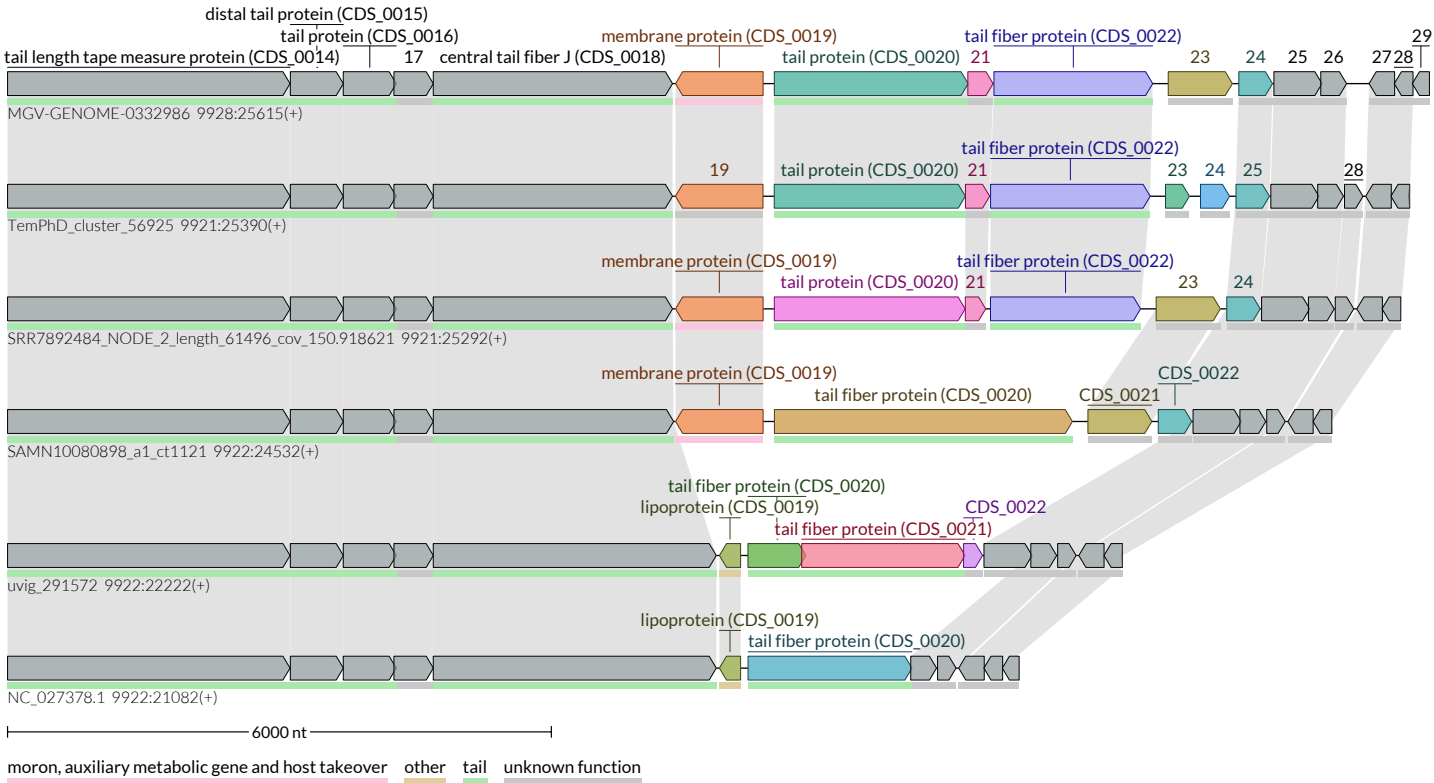 distal tail protein (CDS_0015)
tail protein (CDS_0016)
membrane protein (CDS_0019)
tail fiber protein (CDS_0022)
29
tail length tape measure protein (CDS_0014)
17
central tail fiber J (CDS_0018)
tail protein (CDS_0020)
21
23
24
25
26
27
28
MGV-GENOME-0332986 9928:25615(+)
tail fiber protein (CDS_0022)
19
tail protein (CDS_0020)
21
23
24
25
28
TemPhD_cluster_56925 9921:25390(+)
membrane protein (CDS_0019)
tail fiber protein (CDS_0022)
tail protein (CDS_0020)
21
23
24
SRR7892484_NODE_2_length_61496_cov_150.918621 9921:25292(+)
membrane protein (CDS_0019)
CDS_0022
tail fiber protein (CDS_0020)
CDS_0021
SAMN10080898_a1_ct1121 9922:24532(+)
tail fiber protein (CDS_0020)
lipoprotein (CDS_0019)
CDS_0022
tail fiber protein (CDS_0021)
uvig_291572 9922:22222(+)
lipoprotein (CDS_0019)
tail fiber protein (CDS_0020)
NC_027378.1 9922:21082(+)
6000 nt
moron, auxiliary metabolic gene and host takeover
other
tail
unknown function